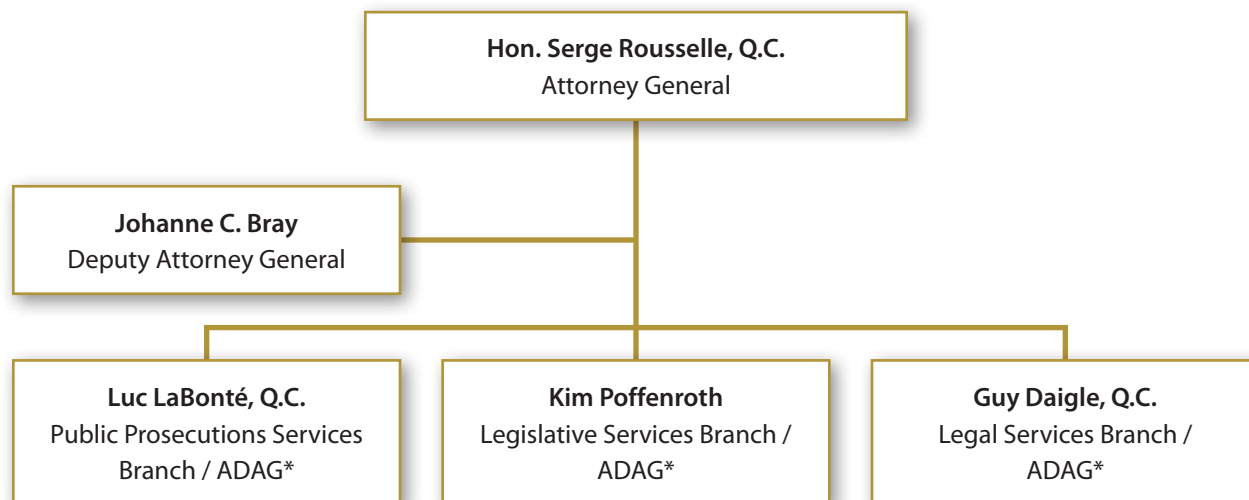 Hon. Serge Rousselle, Q.C.
Attorney General
Johanne C. Bray
Deputy Attorney General
Luc LaBonté, Q.C.
Public Prosecutions Services
Branch / ADAG*
Kim Poffenroth
Legislative Services Branch /
ADAG*
Guy Daigle, Q.C.
Legal Services Branch /
ADAG*